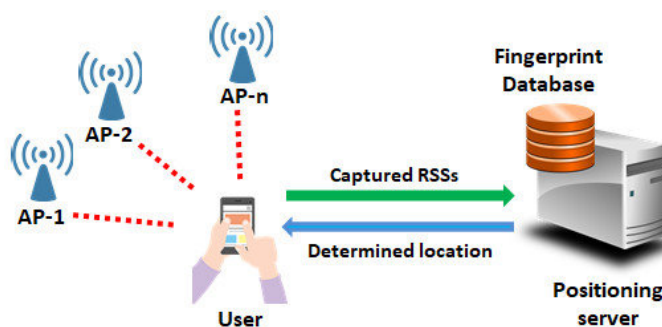 AP-1
AP-2
AP-n
Fingerprint
Database
Captured RSSs
Determined location
User
Positioning
server